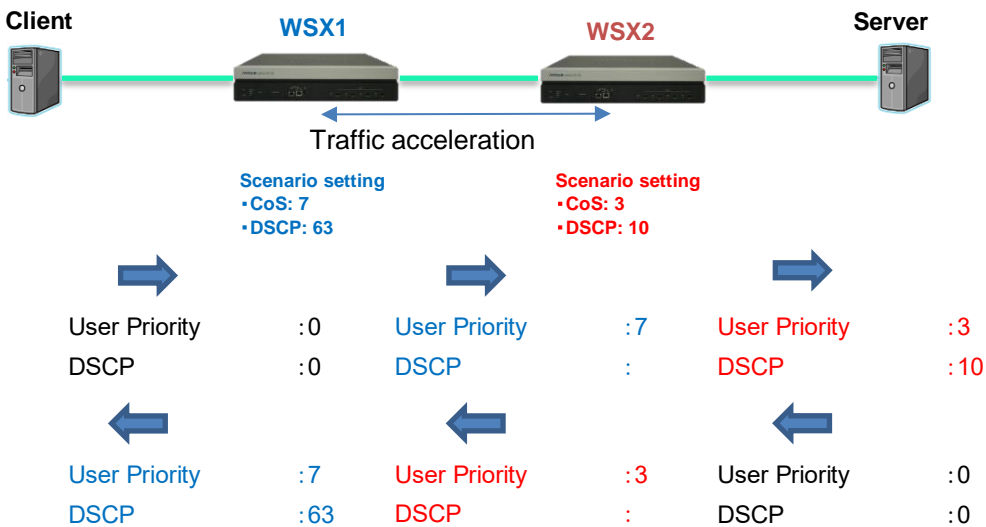 Client WSX1 WSX2 Server
Traffic acceleration
Scenario setting
・CoS: 7
・DSCP: 63
Scenario setting
・CoS: 3
・DSCP: 10
User Priority :0 User Priority :7 User Priority :3
DSCP :0 DSCP : DSCP :10
User Priority :7 User Priority :3 User Priority :0
DSCP :63 DSCP : DSCP :0